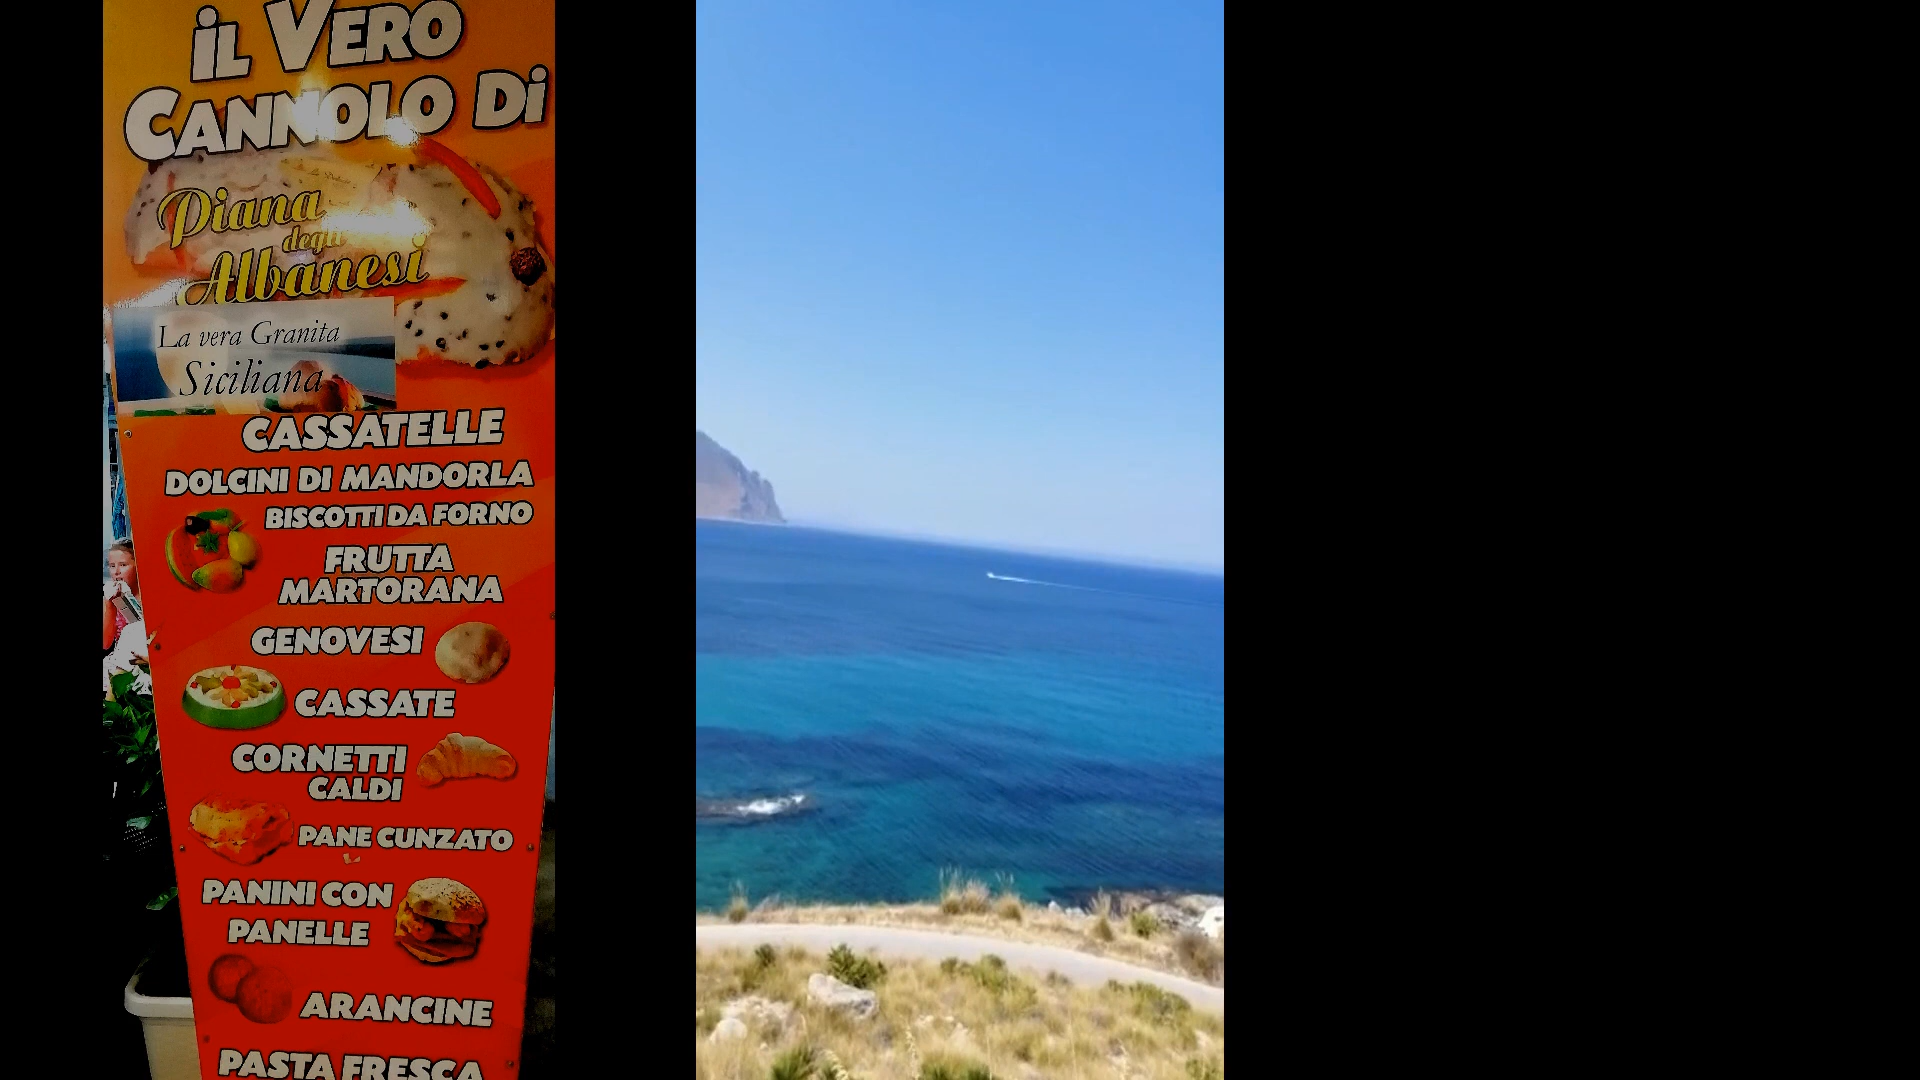 iL VERO
CANNOLO Di
Piana
degli
Albanesi
La vera Granita
Siciliana
CASSATELLE
DOLCINI DI MANDORLA
BISCOTTI DA FORNO
FRUTTA
MARTORANA
GENOVESI
CASSATE
CORNETTI
CALDI
PANE CUNZATO
PANINI CON
PANELLE
ARANCINE
PASTA FRESCA